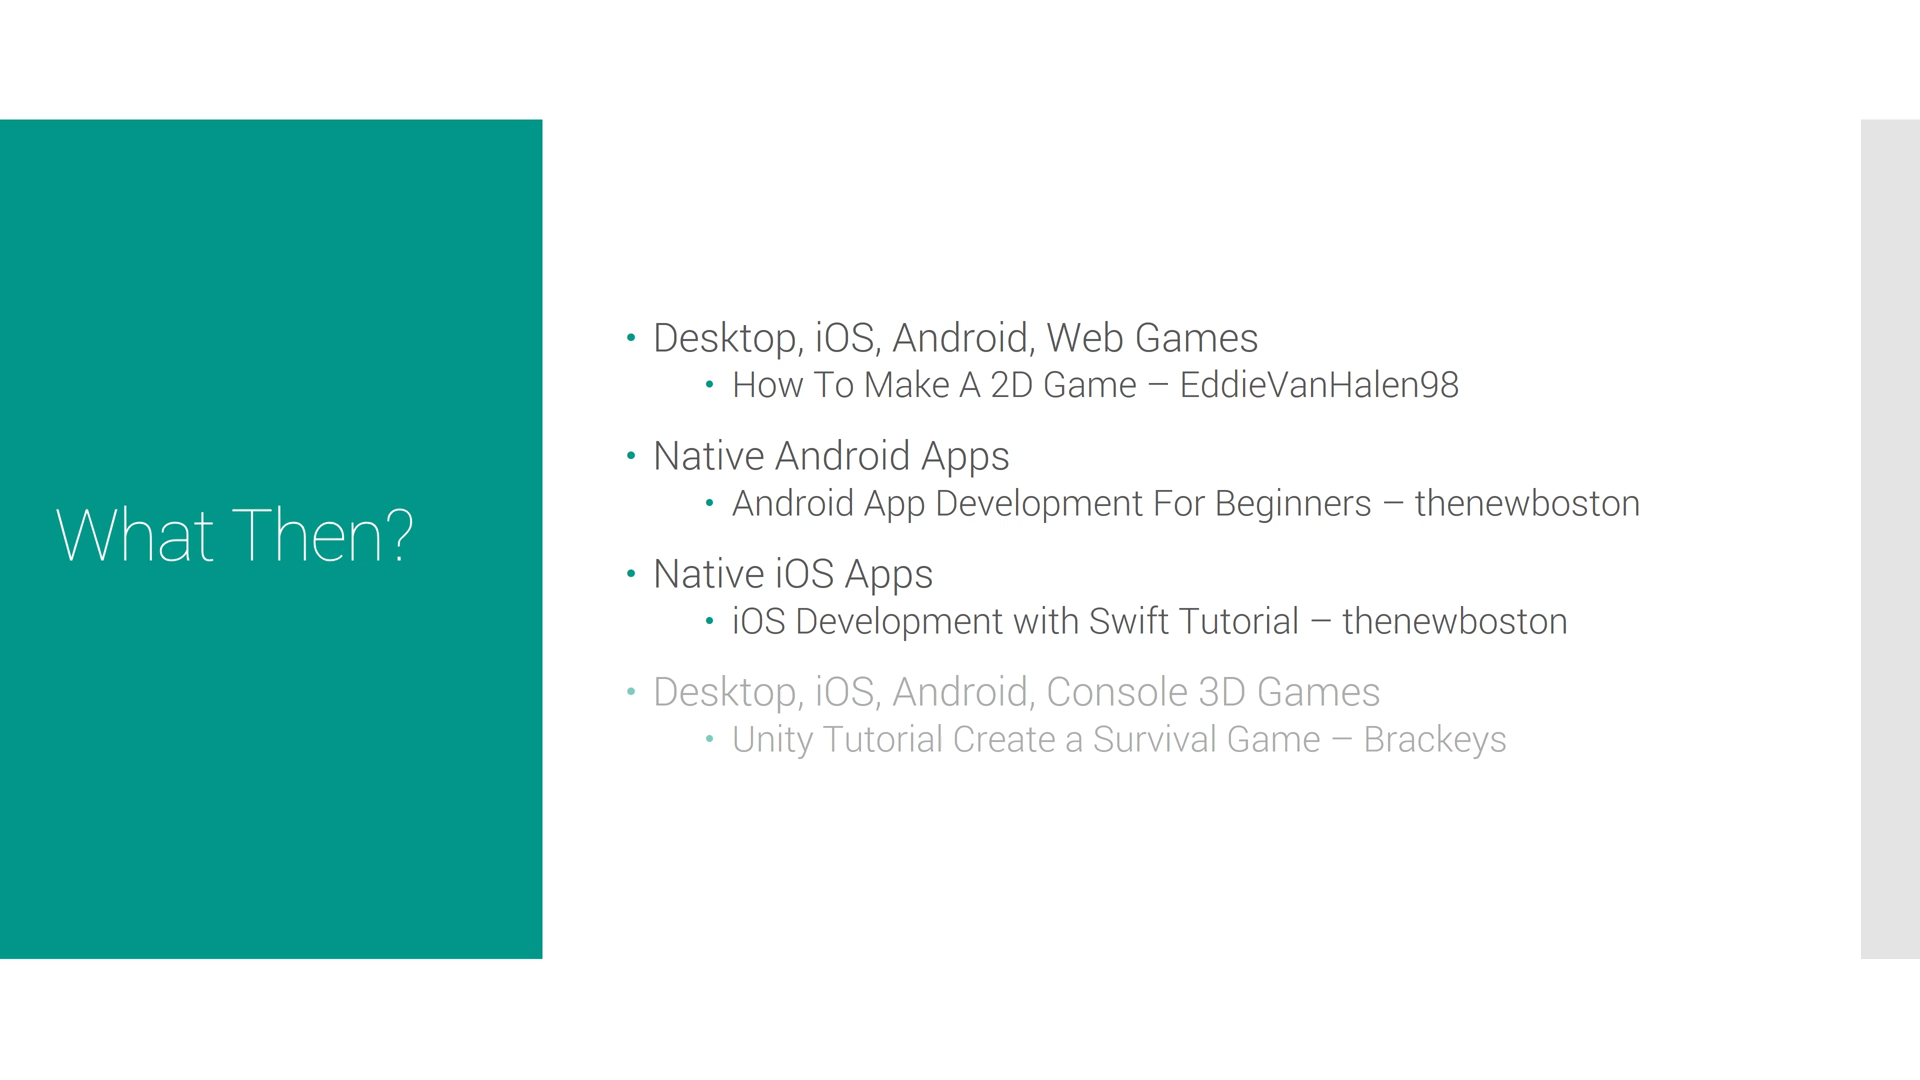 What Then?
• Desktop, iOS, Android, Web Games
• How To Make A 2D Game – EddieVanHalen98
• Native Android Apps
• Android App Development For Beginners – thenewboston
• Native iOS Apps
• iOS Development with Swift Tutorial – thenewboston
• Desktop, iOS, Android, Console 3D Games
• Unity Tutorial Create a Survival Game – Brackeys